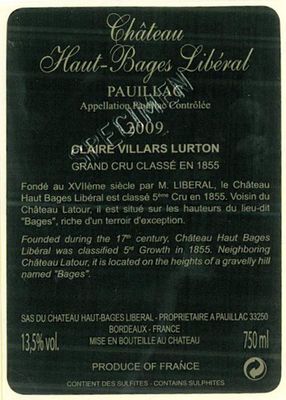 Château
Haut-Bages Libéral
PAUILLAC
Appellation Pauillac Contrôlée
2009
SPECIMEN
CLAIRE VILLARS LURTON
GRAND CRU CLASSÉ EN 1855
Fondé au XVIIème siècle par M. LIBERAL, le Château
Haut Bages Libéral est classé 5ème Cru en 1855. Voisin du
Château Latour, il est situé sur les hauteurs du lieu-dit
"Bages", riche d'un terroir d'exception.
Founded during the 17th century, Château Haut Bages
Libéral was classified 5th Growth in 1855. Neighboring
Château Latour, it is located on the heights of a gravelly hill
named "Bages".
SAS DU CHATEAU HAUT-BAGES LIBERAL - PROPRIETAIRE A PAUILLAC 33250
BORDEAUX - FRANCE
13,5% vol. MISE EN BOUTEILLE AU CHATEAU 750 ml
PRODUCE OF FRANCE
CONTIENT DES SULFITES - CONTAINS SULPHITES